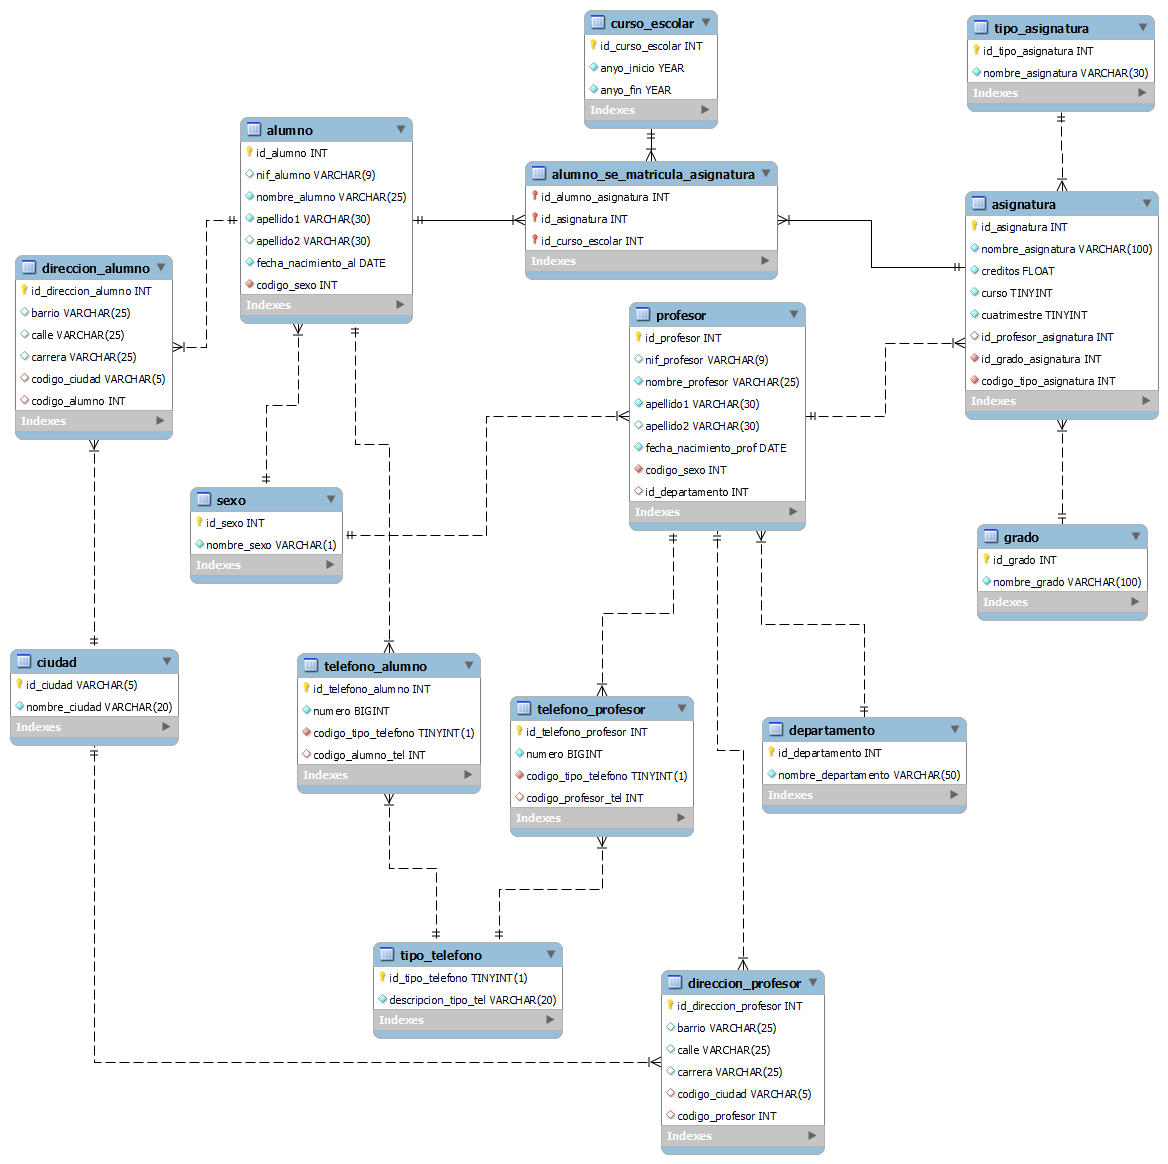 curso_escolar
id_curso_escolar INT
anyo_inicio YEAR
anyo_fin YEAR
Indexes
tipo_asignatura
id_tipo_asignatura INT
nombre_asignatura VARCHAR(30)
Indexes
alumno
id_alumno INT
nif_alumno VARCHAR(9)
nombre_alumno VARCHAR(25)
apellido1 VARCHAR(30)
apellido2 VARCHAR(30)
fecha_nacimiento_al DATE
codigo_sexo INT
Indexes
alumno_se_matricula_asignatura
id_alumno_asignatura INT
id_asignatura INT
id_curso_escolar INT
Indexes
asignatura
id_asignatura INT
nombre_asignatura VARCHAR(100)
creditos FLOAT
curso TINYINT
cuatrimestre TINYINT
id_profesor_asignatura INT
id_grado_asignatura INT
codigo_tipo_asignatura INT
Indexes
direccion_alumno
id_direccion_alumno INT
barrio VARCHAR(25)
calle VARCHAR(25)
carrera VARCHAR(25)
codigo_ciudad VARCHAR(5)
codigo_alumno INT
Indexes
profesor
id_profesor INT
nif_profesor VARCHAR(9)
nombre_profesor VARCHAR(25)
apellido1 VARCHAR(30)
apellido2 VARCHAR(30)
fecha_nacimiento_prof DATE
codigo_sexo INT
id_departamento INT
Indexes
sexo
id_sexo INT
nombre_sexo VARCHAR(1)
Indexes
grado
id_grado INT
nombre_grado VARCHAR(100)
Indexes
ciudad
id_ciudad VARCHAR(5)
nombre_ciudad VARCHAR(20)
Indexes
telefono_alumno
id_telefono_alumno INT
numero BIGINT
codigo_tipo_telefono TINYINT(1)
codigo_alumno_tel INT
Indexes
telefono_profesor
id_telefono_profesor INT
numero BIGINT
codigo_tipo_telefono TINYINT(1)
codigo_profesor_tel INT
Indexes
departamento
id_departamento INT
nombre_departamento VARCHAR(50)
Indexes
tipo_telefono
id_tipo_telefono TINYINT(1)
descripcion_tipo_tel VARCHAR(20)
Indexes
direccion_profesor
id_direccion_profesor INT
barrio VARCHAR(25)
calle VARCHAR(25)
carrera VARCHAR(25)
codigo_ciudad VARCHAR(5)
codigo_profesor INT
Indexes